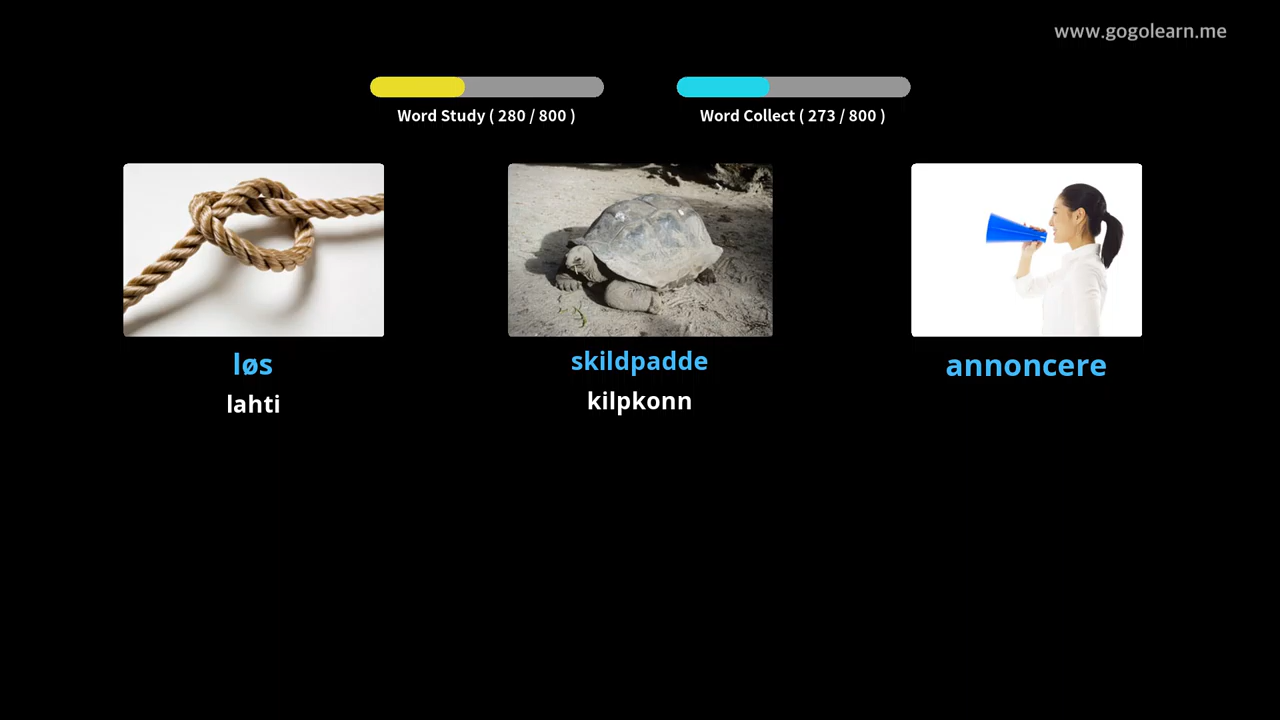 www.gogolearn.me
Word Study ( 280 / 800 )
Word Collect ( 273 / 800 )
løs
lahti
skildpadde
kilpkonn
annoncere